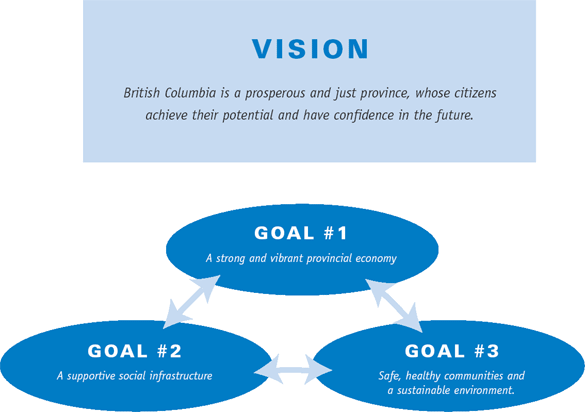 VISION
British Columbia is a prosperous and just province, whose citizens
achieve their potential and have confidence in the future.
GOAL #1
A strong and vibrant provincial economy
GOAL #2
A supportive social infrastructure
GOAL #3
Safe, healthy communities and
a sustainable environment.